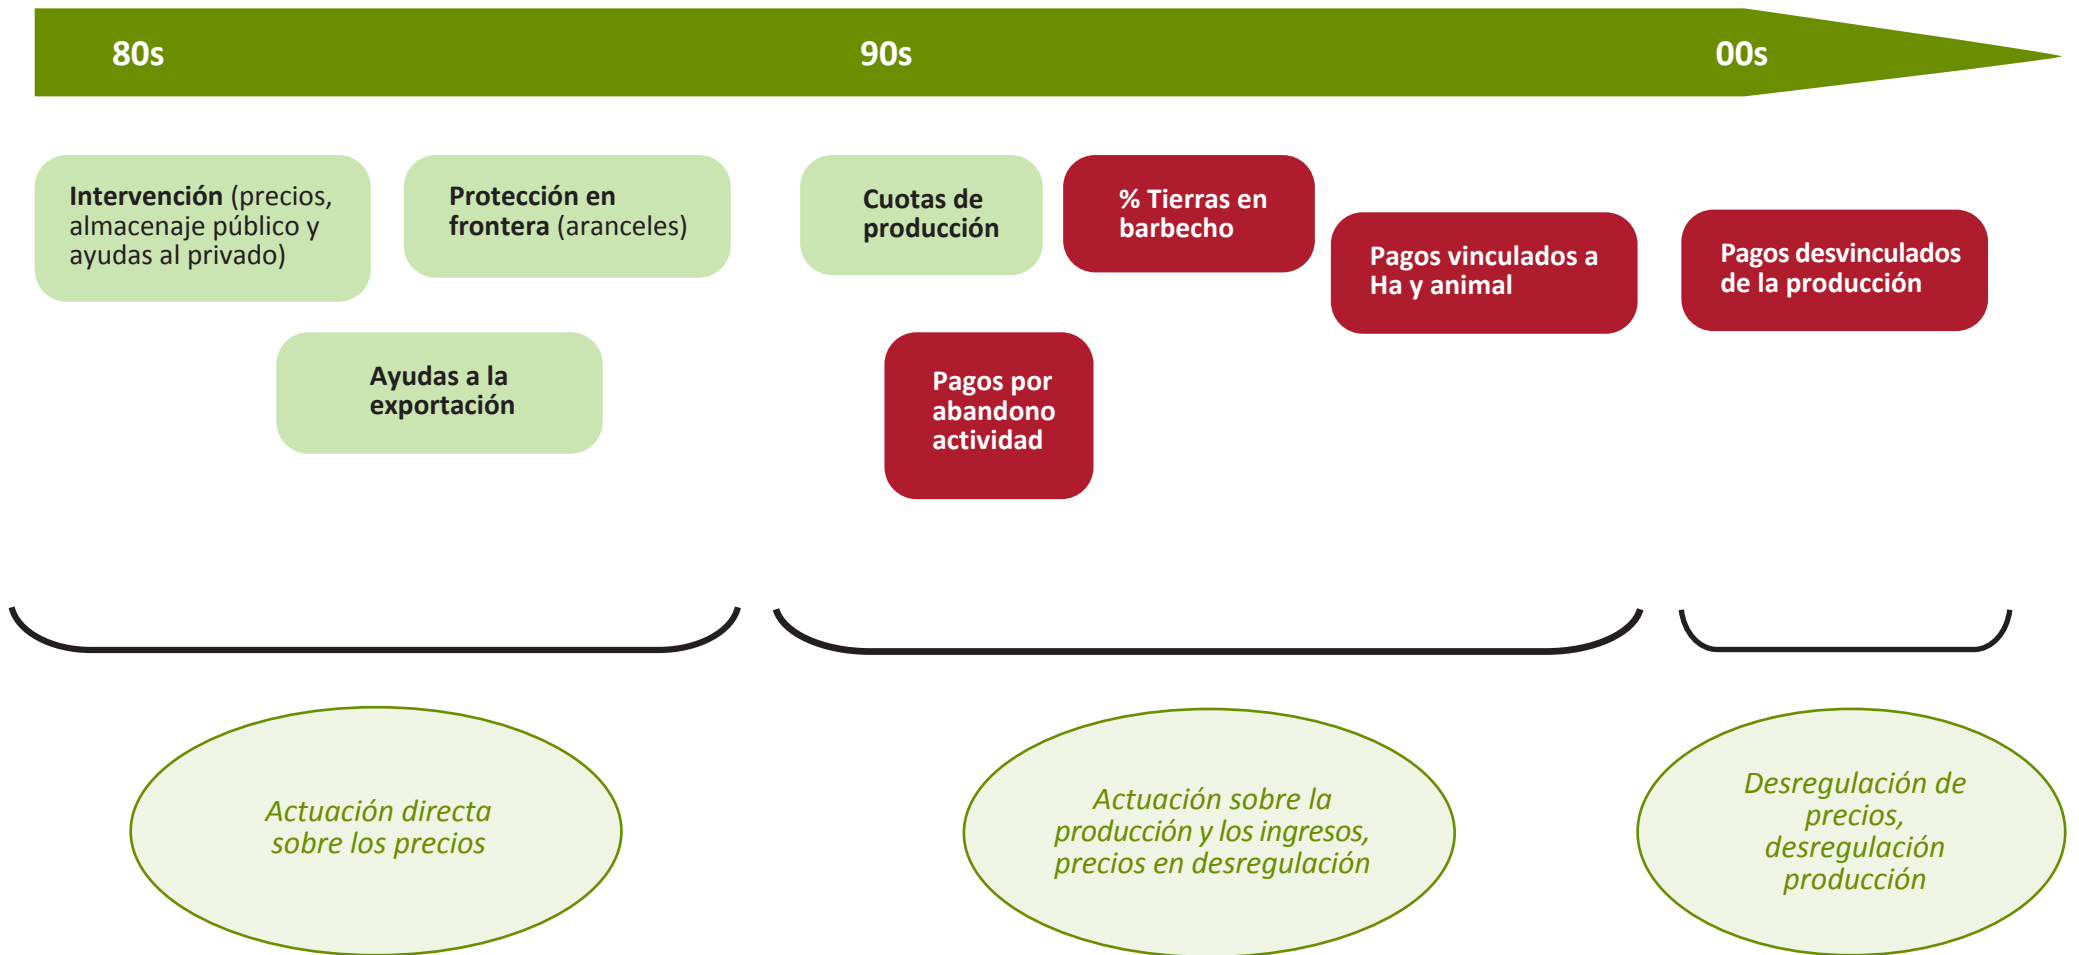 80s
90s
00s
Intervención (precios,
almacenaje público y
ayudas al privado)
Protección en
frontera (aranceles)
Cuotas de
producción
% Tierras en
barbecho
Pagos vinculados a
Ha y animal
Pagos desvinculados
de la producción
Ayudas a la
exportación
Pagos por
abandono
actividad
Actuación directa
sobre los precios
Actuación sobre la
producción y los ingresos,
precios en desregulación
Desregulación de
precios,
desregulación
producción